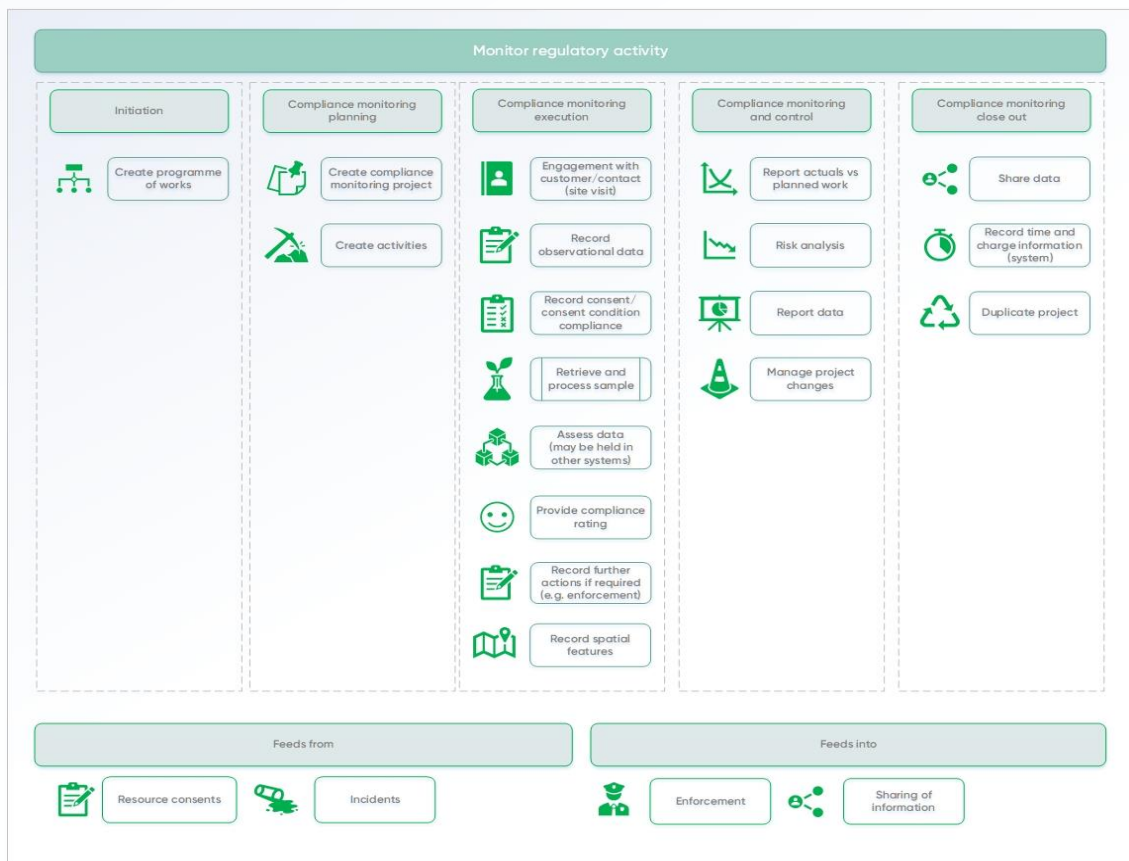 Monitor regulatory activity
Initiation
Create programme
of works
Compliance monitoring
planning
Create compliance
monitoring project
Create activities
Compliance monitoring
execution
Engagement with
customer/contact
(site visit)
Record
observational data
Record consent/
consent condition
compliance
Retrieve and
process sample
Assess data
(may be held in
other systems)
Provide compliance
rating
Record further
actions if required
(e.g. enforcement)
Record spatial
features
Compliance monitoring
and control
Report actuals vs
planned work
Risk analysis
Report data
Manage project
changes
Compliance monitoring
close out
Share data
Record time and
charge information
(system)
Duplicate project
Feeds from
Resource consents
Incidents
Feeds into
Enforcement
Sharing of
information